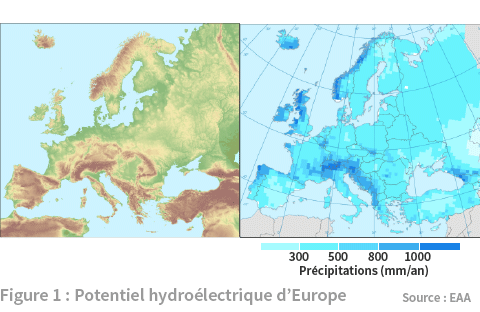 300 500 800 1000
Précipitations (mm/an)
Figure 1 : Potentiel hydroélectrique d’Europe
Source : EAA